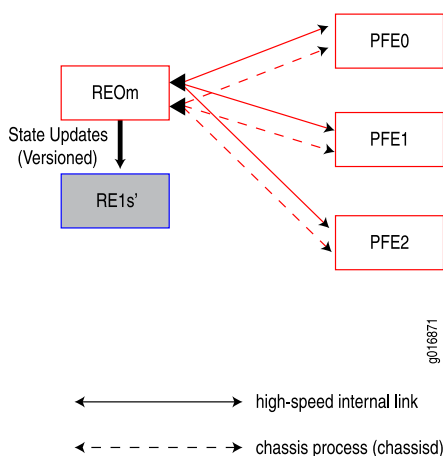 PFE0
REOm
State Updates
(Versioned)
PFE1
RE1s'
PFE2
g016871
high-speed internal link
chassis process (chassisd)